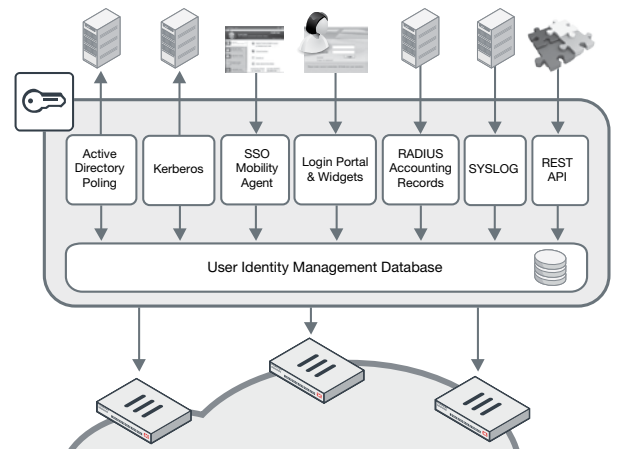 Active
Directory
Poling
Kerberos
SSO
Mobility
Agent
Login Portal
& Widgets
RADIUS
Accounting
Records
SYSLOG
REST
API
User Identity Management Database